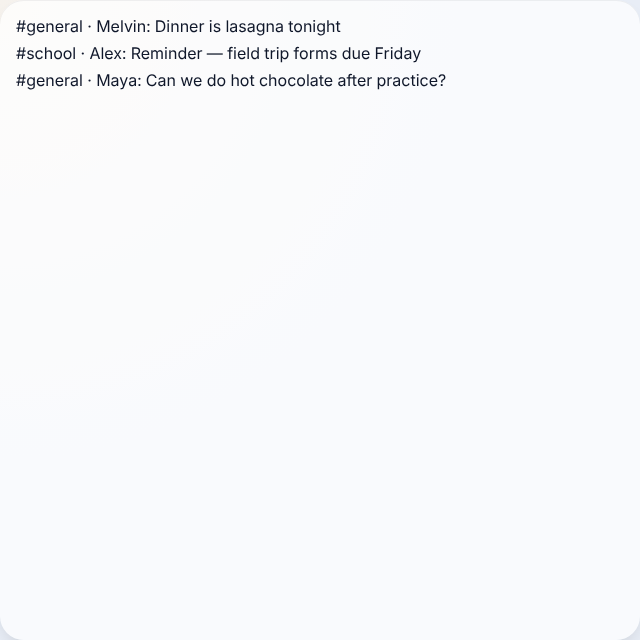 #general · Melvin: Dinner is lasagna tonight
#school · Alex: Reminder — field trip forms due Friday
#general · Maya: Can we do hot chocolate after practice?